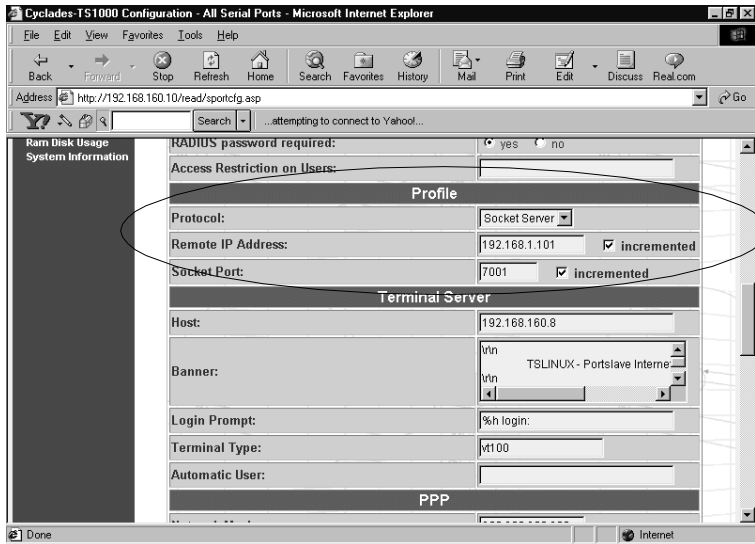 Cyclades-TS1000 Configuration - All Serial Ports - Microsoft Internet Explorer
File Edit View Favorites Tools Help
Back Forward Stop Refresh Home Search Favorites History Mail Print Edit Discuss Real.com
Address http://192.168.160.10/read/sportcfg.asp Go
Y? Search ...attempting to connect to Yahoo!...
Ram Disk Usage
System Information
RADIUS password required: yes no
Access Restriction on Users:
Profile
Protocol: Socket Server
Remote IP Address: 192.168.1.101 incremented
Socket Port: 7001 incremented
Terminal Server
Host: 192.168.160.8
Banner:
\r\n
TSLINUX - Portslave Interne
\r\n
Login Prompt: %h login:
Terminal Type: vt100
Automatic User:
PPP
Done Internet